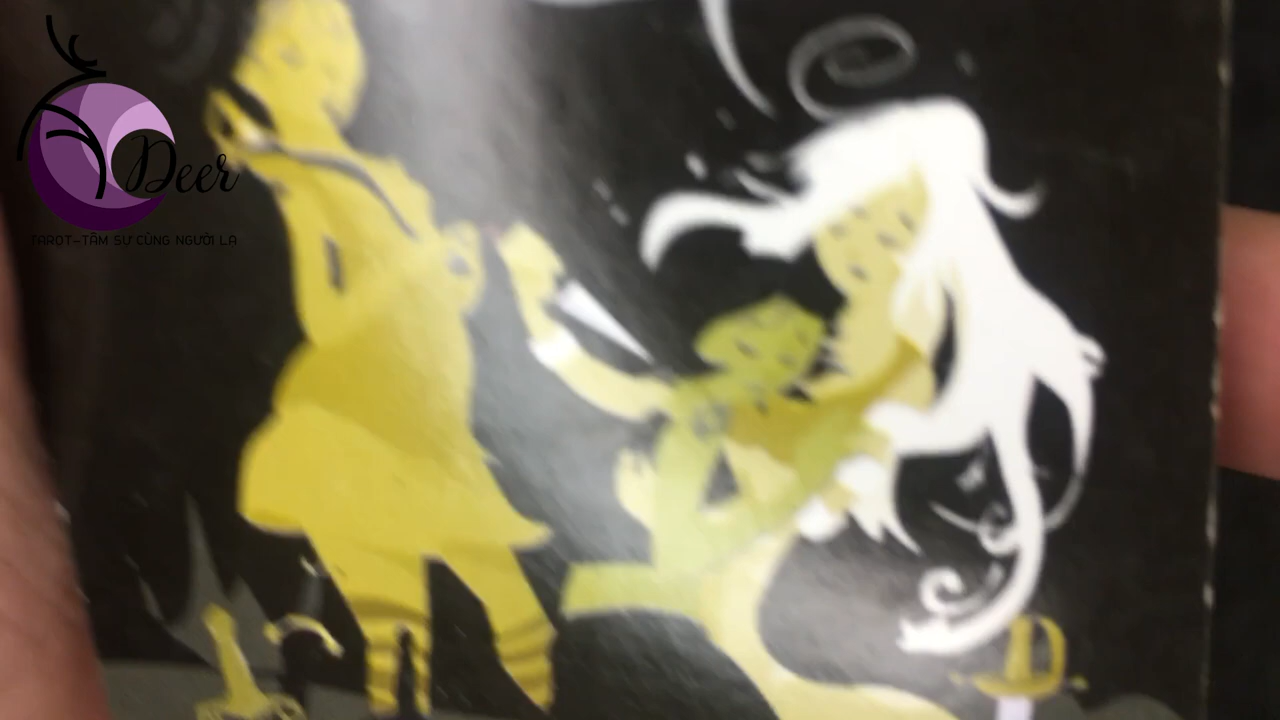 Deer
TAROT-TÂM SỰ CÙNG NGƯỜI LẠ